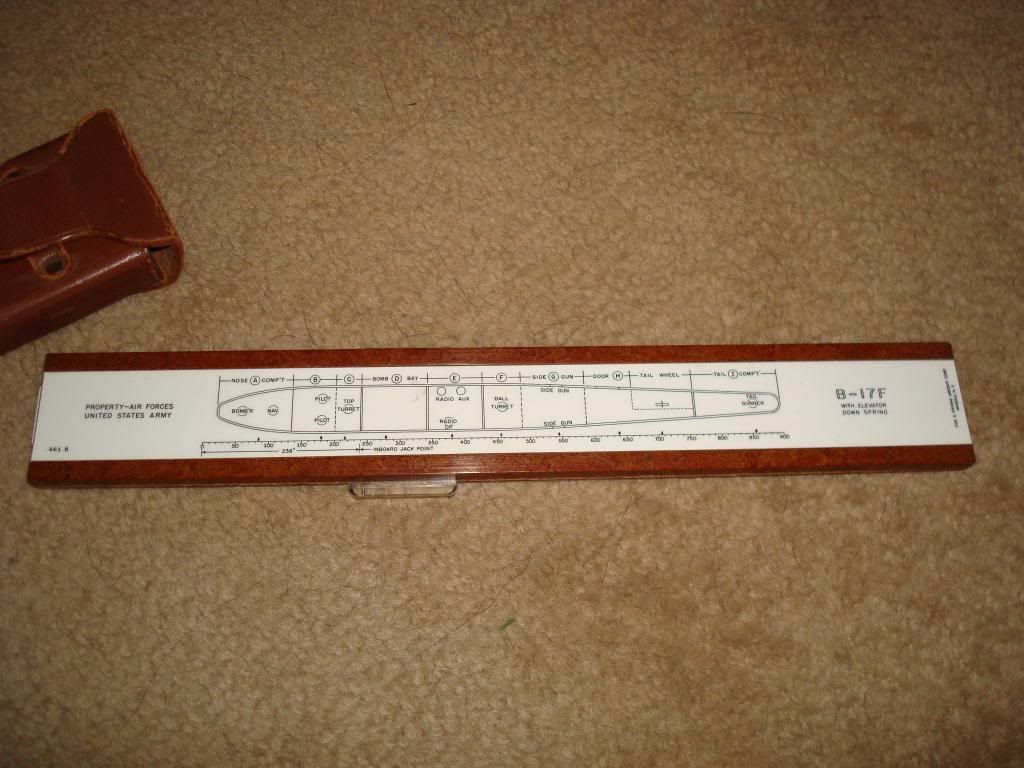 NOSE A COMP'T B C BOMB D BAY E F SIDE G GUN DOOR H TAIL WHEEL TAIL I COMP'T.
PROPERTY-AIR FORCES
UNITED STATES ARMY
BOMB'R NAV
PILOT
PILOT
TOP
TURRET
RADIO AUX
RADIO
OP
BALL
TURRET
SIDE GUN
SIDE GUN
TAIL
GUNNER
B-17F
WITH ELEVATOR
DOWN SPRING
461 B
0 50 100 150 200 250 300 350 400 450 500 550 600 650 700 750 800 850 900
238" INBOARD JACK POINT